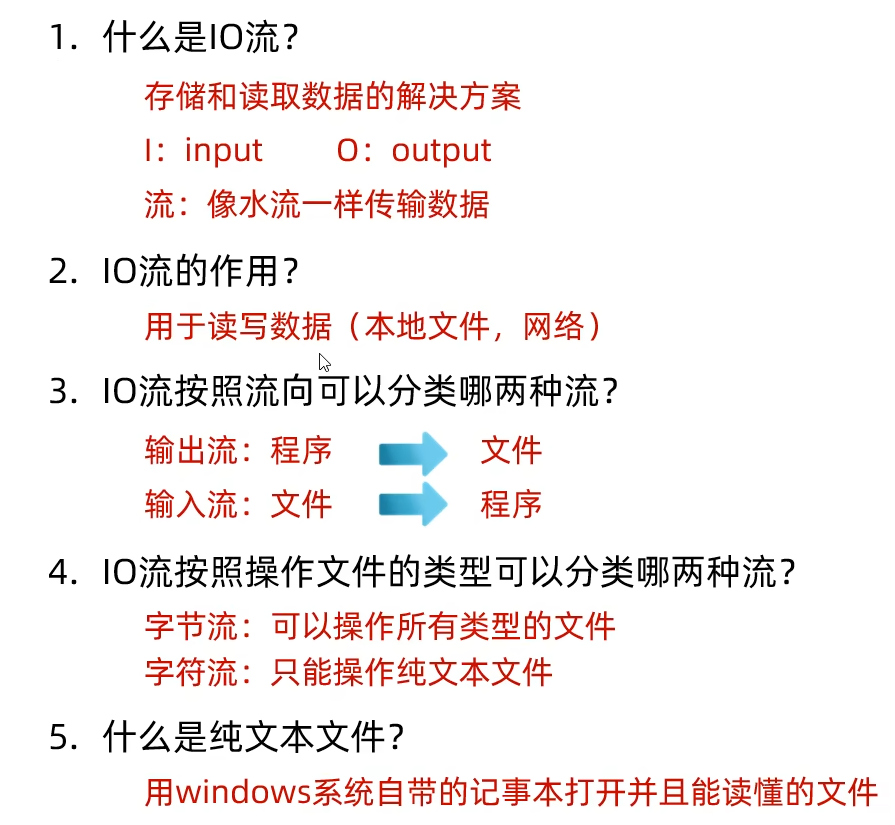 1. 什么是IO流？
存储和读取数据的解决方案
I：input O：output
流：像水流一样传输数据
2. IO流的作用？
用于读写数据（本地文件，网络）
3. IO流按照流向可以分类哪两种流？
输出流：程序 文件
输入流：文件 程序
4. IO流按照操作文件的类型可以分类哪两种流？
字节流：可以操作所有类型的文件
字符流：只能操作纯文本文件
5. 什么是纯文本文件？
用windows系统自带的记事本打开并且能读懂的文件